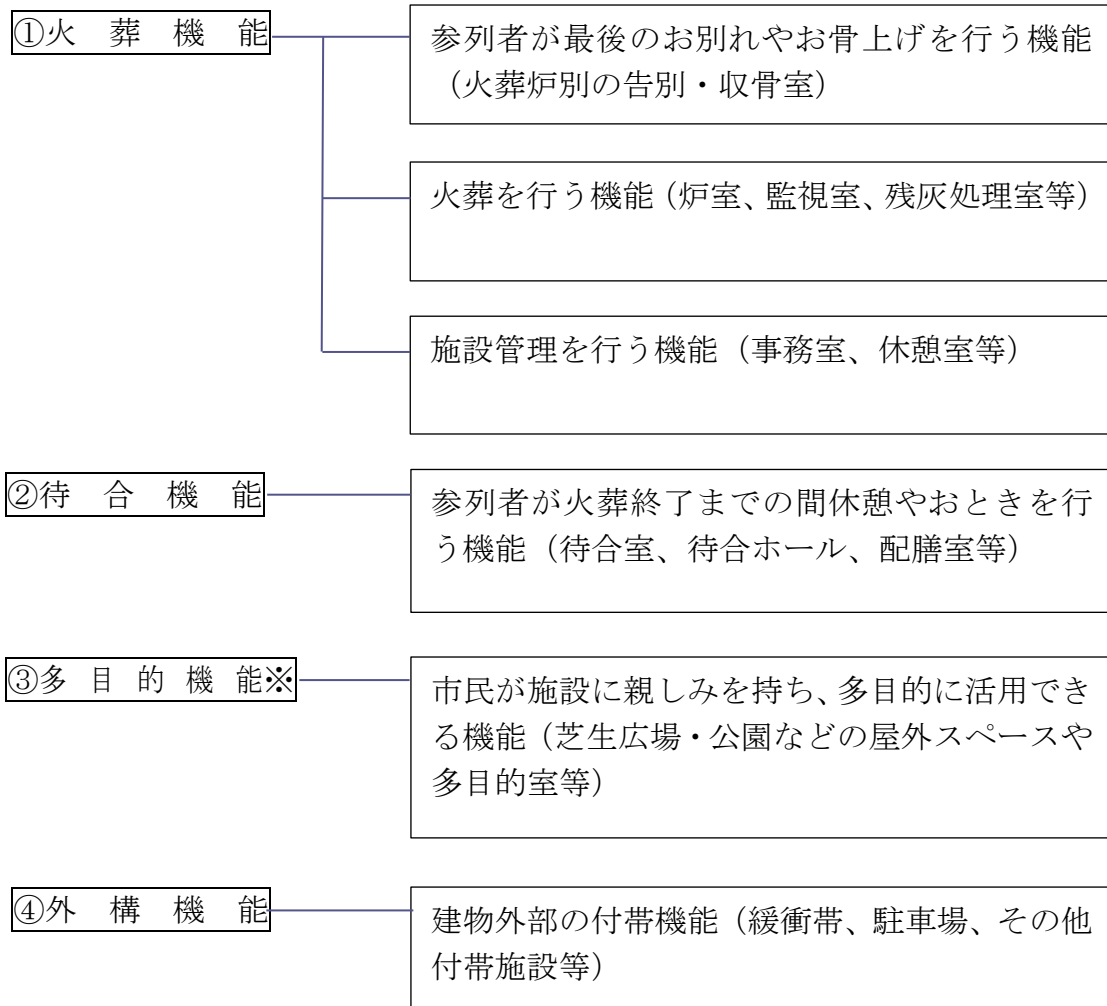 ①火葬機能
参列者が最後のお別れやお骨上げを行う機能
（火葬炉別の告別・収骨室）
火葬を行う機能（炉室、監視室、残灰処理室等）
施設管理を行う機能（事務室、休憩室等）
②待合機能
参列者が火葬終了までの間休憩やおときを行
う機能（待合室、待合ホール、配膳室等）
③多目的機能※
市民が施設に親しみを持ち、多目的に活用でき
る機能（芝生広場・公園などの屋外スペースや
多目的室等）
④外構機能
建物外部の付帯機能（緩衝帯、駐車場、その他
付帯施設等）